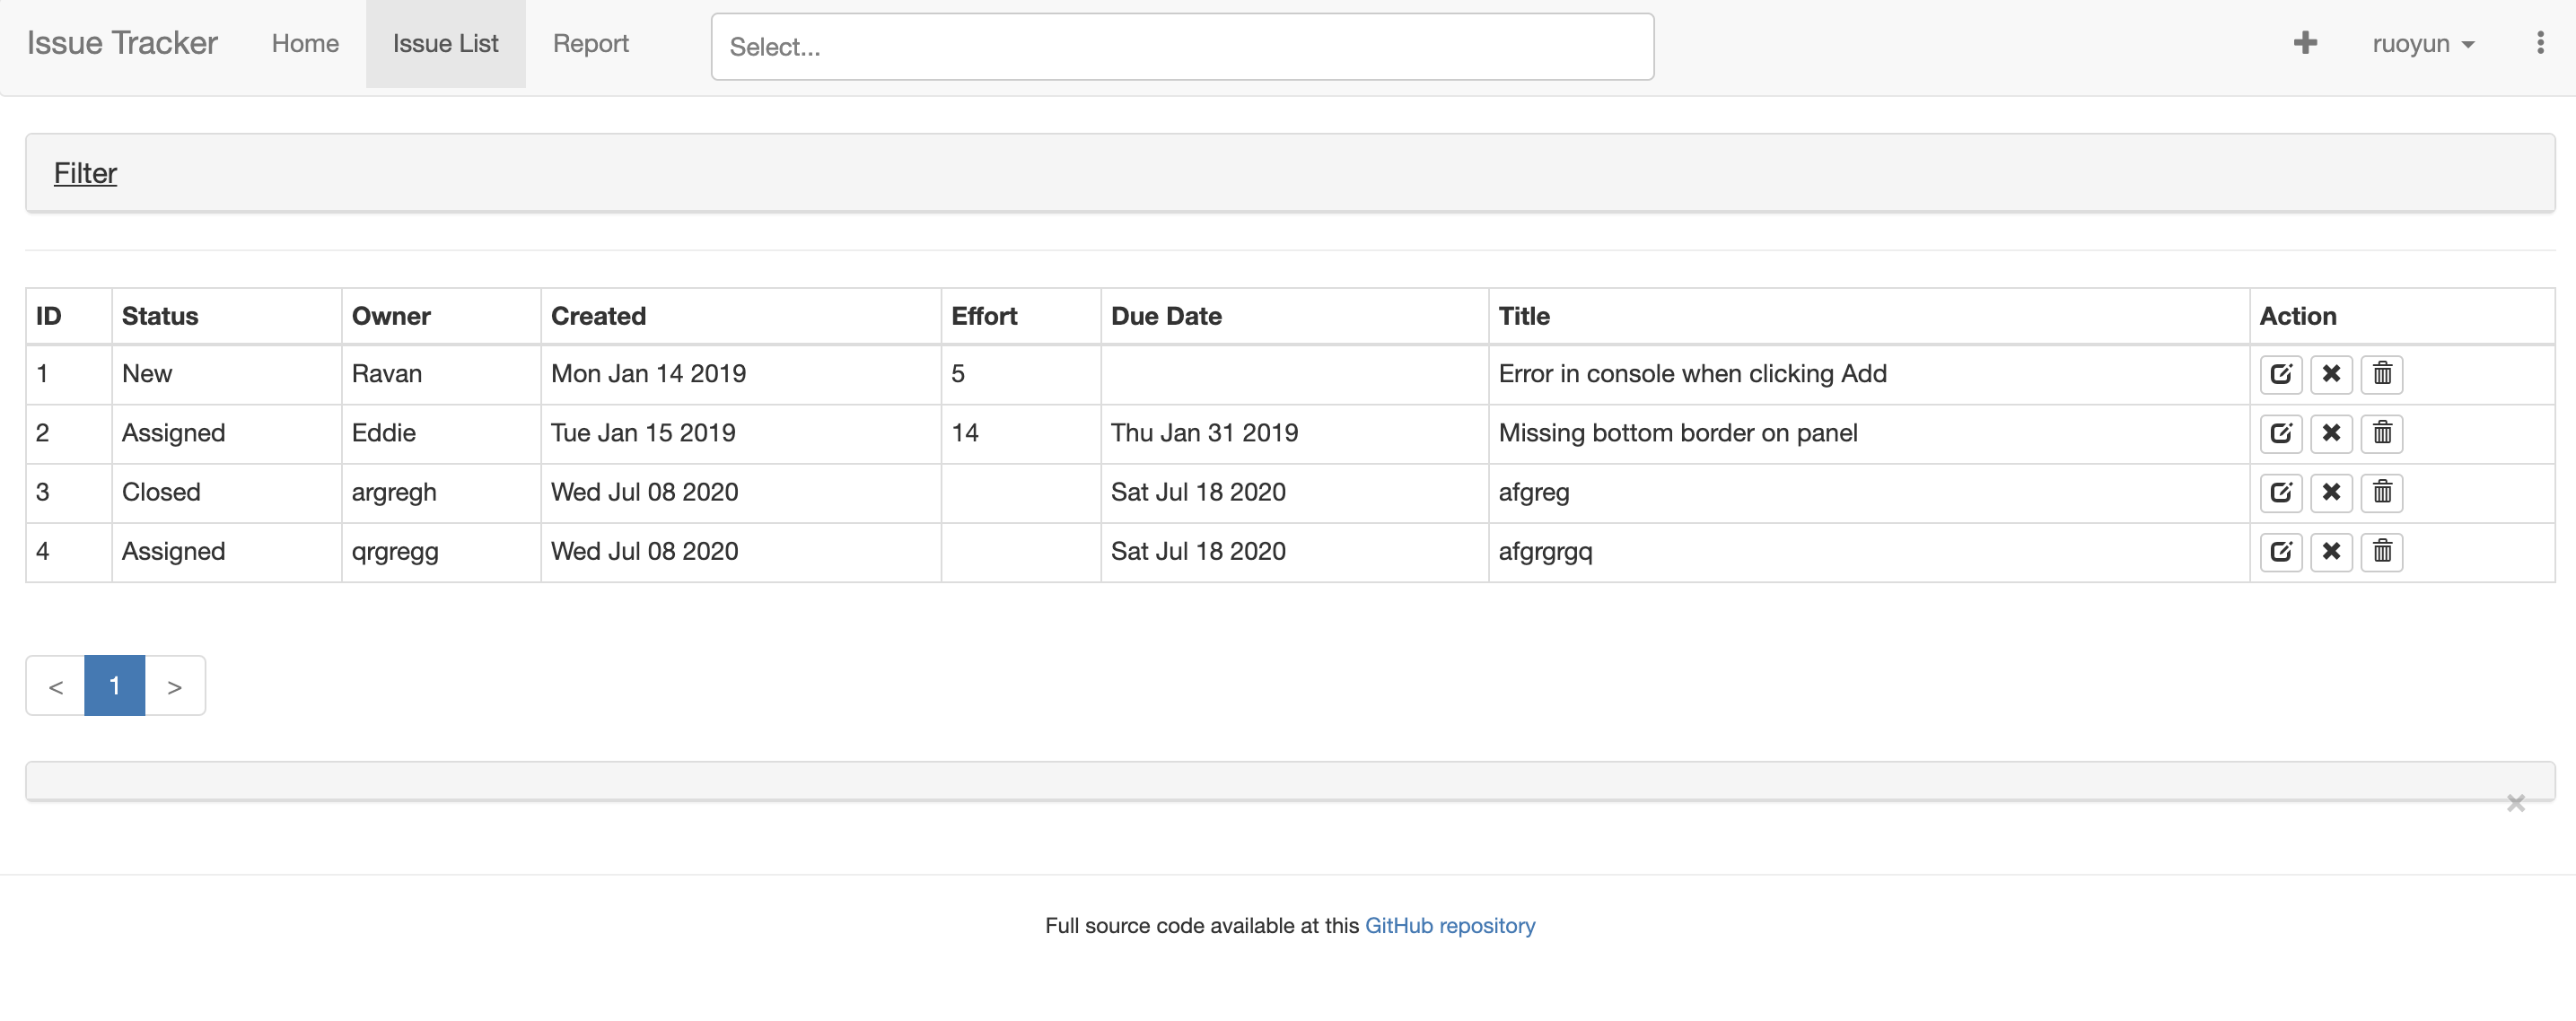 Issue Tracker Home Issue List Report Select... ruoyun
Filter
ID Status Owner Created Effort Due Date Title Action
1 New Ravan Mon Jan 14 2019 5 Error in console when clicking Add
2 Assigned Eddie Tue Jan 15 2019 14 Thu Jan 31 2019 Missing bottom border on panel
3 Closed argregh Wed Jul 08 2020 Sat Jul 18 2020 afgreg
4 Assigned qrgregg Wed Jul 08 2020 Sat Jul 18 2020 afgrgrgq
< 1 >
Full source code available at this GitHub repository